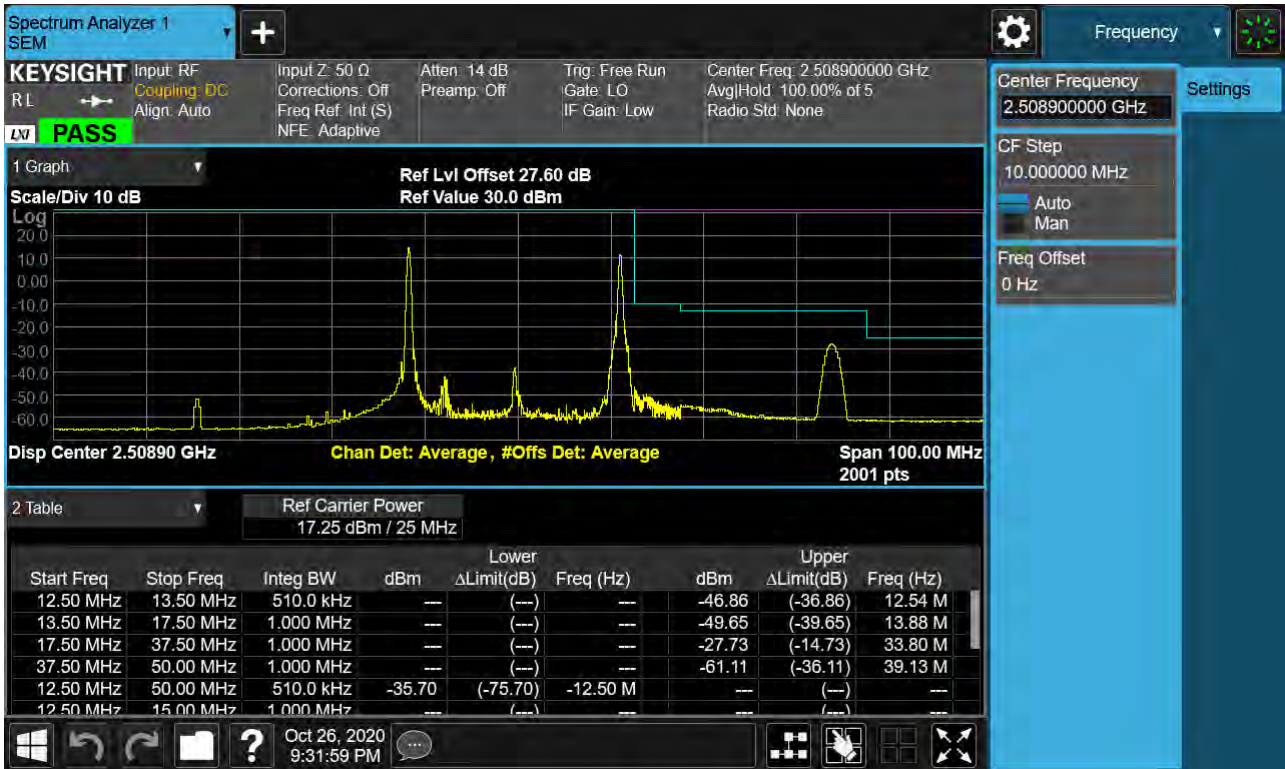 Spectrum Analyzer 1
SEM
Frequency
KEYSIGHT
R L
LXI
PASS
Input: RF
Coupling: DC
Align: Auto
Input Z: 50 Ω
Corrections: Off
Freq Ref: Int (S)
NFE: Adaptive
Atten: 14 dB
Preamp: Off
Trig: Free Run
Gate: LO
IF Gain: Low
Center Freq: 2.508900000 GHz
Avg|Hold: 100.00% of 5
Radio Std: None
Center Frequency
2.508900000 GHz
Settings
CF Step
10.000000 MHz
Auto
Man
Freq Offset
0 Hz
1 Graph
Scale/Div 10 dB
Ref Lvl Offset 27.60 dB
Ref Value 30.0 dBm
Log
20.0
10.0
0.00
-10.0
-20.0
-30.0
-40.0
-50.0
-60.0
Disp Center 2.50890 GHz
Chan Det: Average , #Offs Det: Average
Span 100.00 MHz
2001 pts
2 Table
Ref Carrier Power
17.25 dBm / 25 MHz
Lower Upper
Start Freq Stop Freq Integ BW dBm ΔLimit(dB) Freq (Hz) dBm ΔLimit(dB) Freq (Hz)
12.50 MHz 13.50 MHz 510.0 kHz --- (---) --- -46.86 (-36.86) 12.54 M
13.50 MHz 17.50 MHz 1.000 MHz --- (---) --- -49.65 (-39.65) 13.88 M
17.50 MHz 37.50 MHz 1.000 MHz --- (---) --- -27.73 (-14.73) 33.80 M
37.50 MHz 50.00 MHz 1.000 MHz --- (---) --- -61.11 (-36.11) 39.13 M
12.50 MHz 50.00 MHz 510.0 kHz -35.70 (-75.70) -12.50 M --- (---) ---
12.50 MHz 15.00 MHz 1.000 MHz --- (---) --- --- (---) ---
Oct 26, 2020
9:31:59 PM